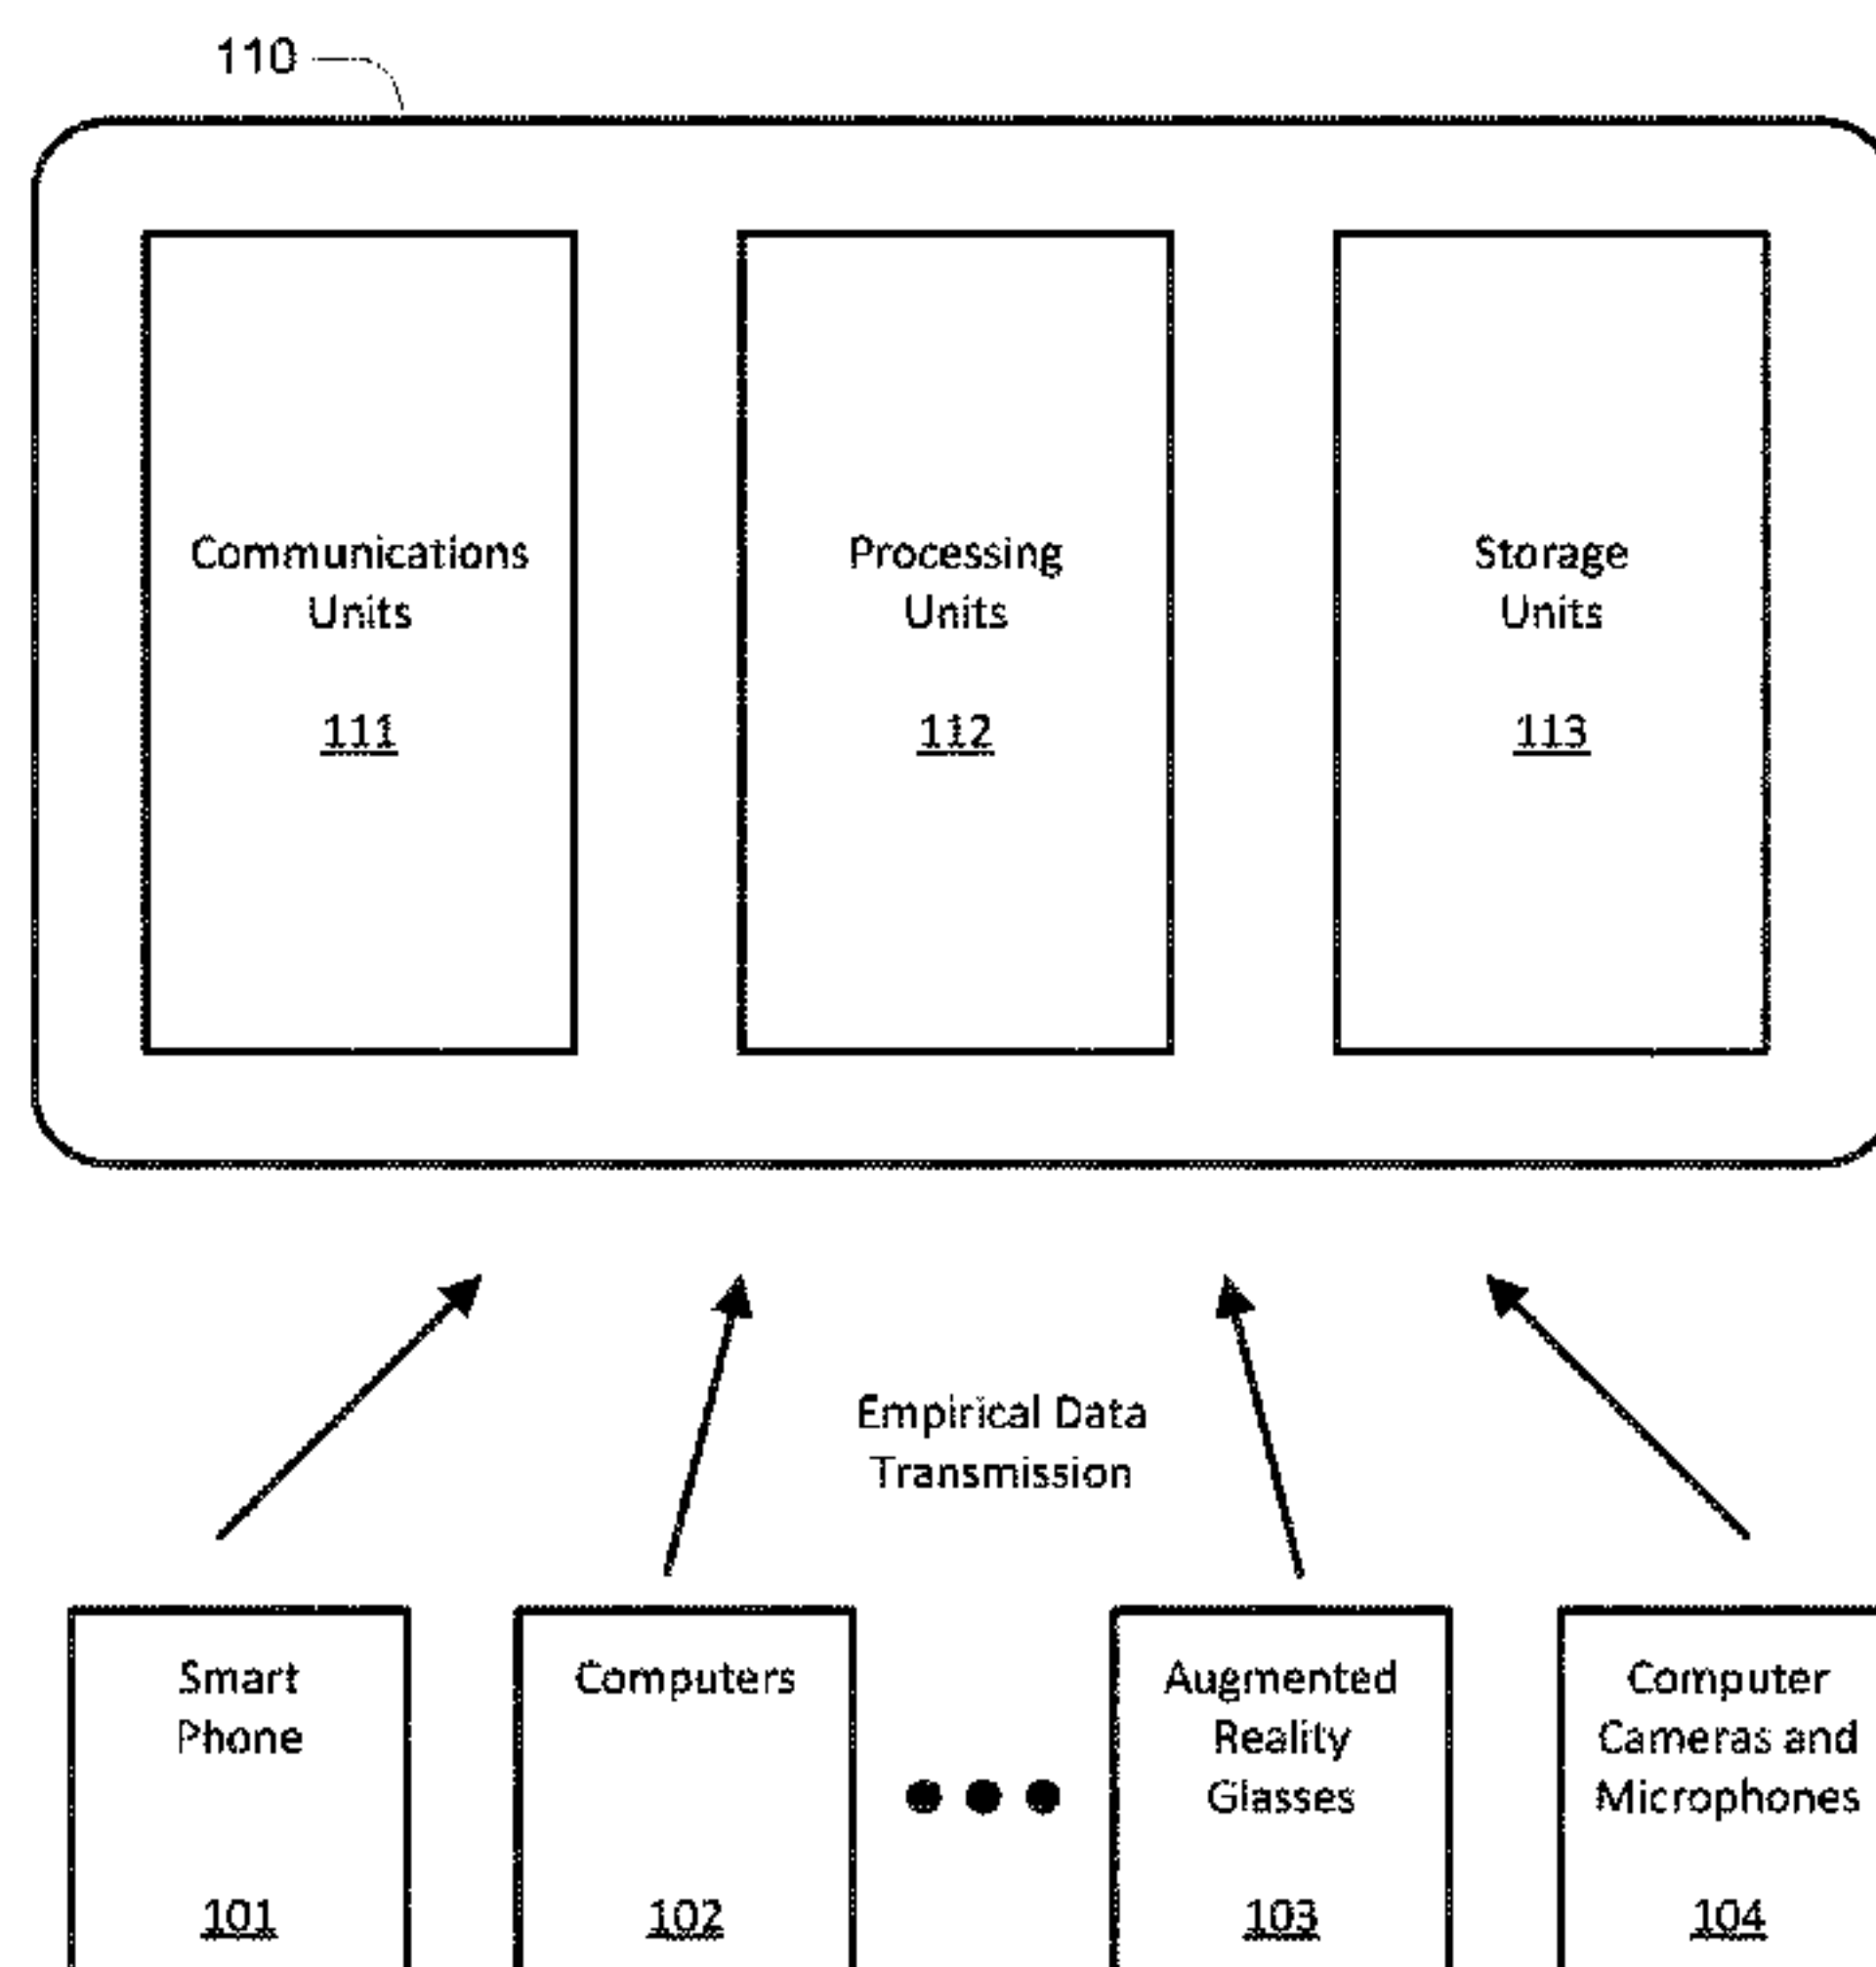 110
Communications
Units
111
Processing
Units
112
Storage
Units
113
Empirical Data
Transmission
Smart
Phone
101
Computers
102
Augmented
Reality
Glasses
103
Computer
Cameras and
Microphones
104